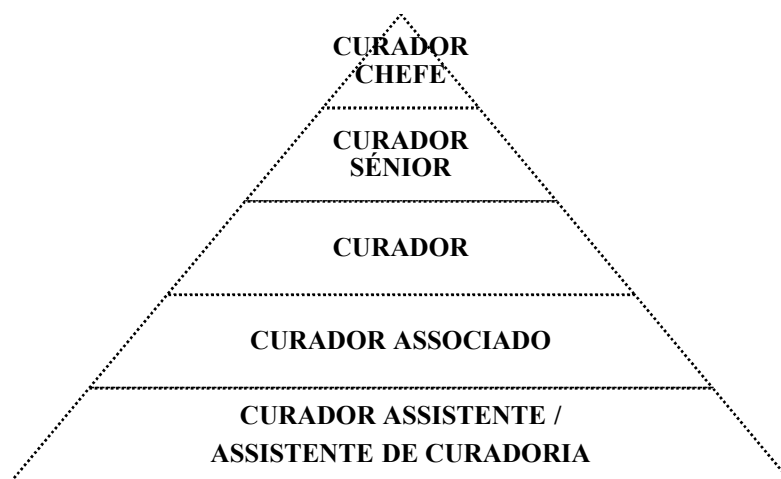 CURADOR
CHEFE
CURADOR
SÉNIOR
CURADOR
CURADOR ASSOCIADO
CURADOR ASSISTENTE /
ASSISTENTE DE CURADORIA